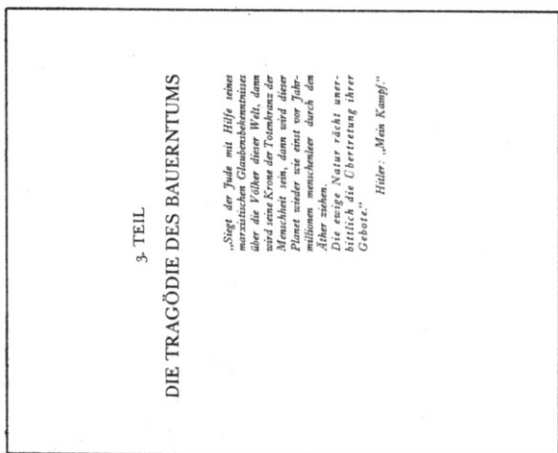 3. TEIL
DIE TRAGÖDIE DES BAUERNTUMS
„Siegt der Jude mit Hilfe seines
marxistischen Glaubensbekenntnisses
über die Völker dieser Welt, dann
wird seine Krone der Totenkranz der
Menschheit sein, dann wird dieser
Planet wieder wie einst vor Jahr-
millionen menschenleer durch den
Äther ziehen.
Die ewige Natur rächt uner-
bittlich die Übertretung ihrer
Gebote.“
Hitler: „Mein Kampf.“